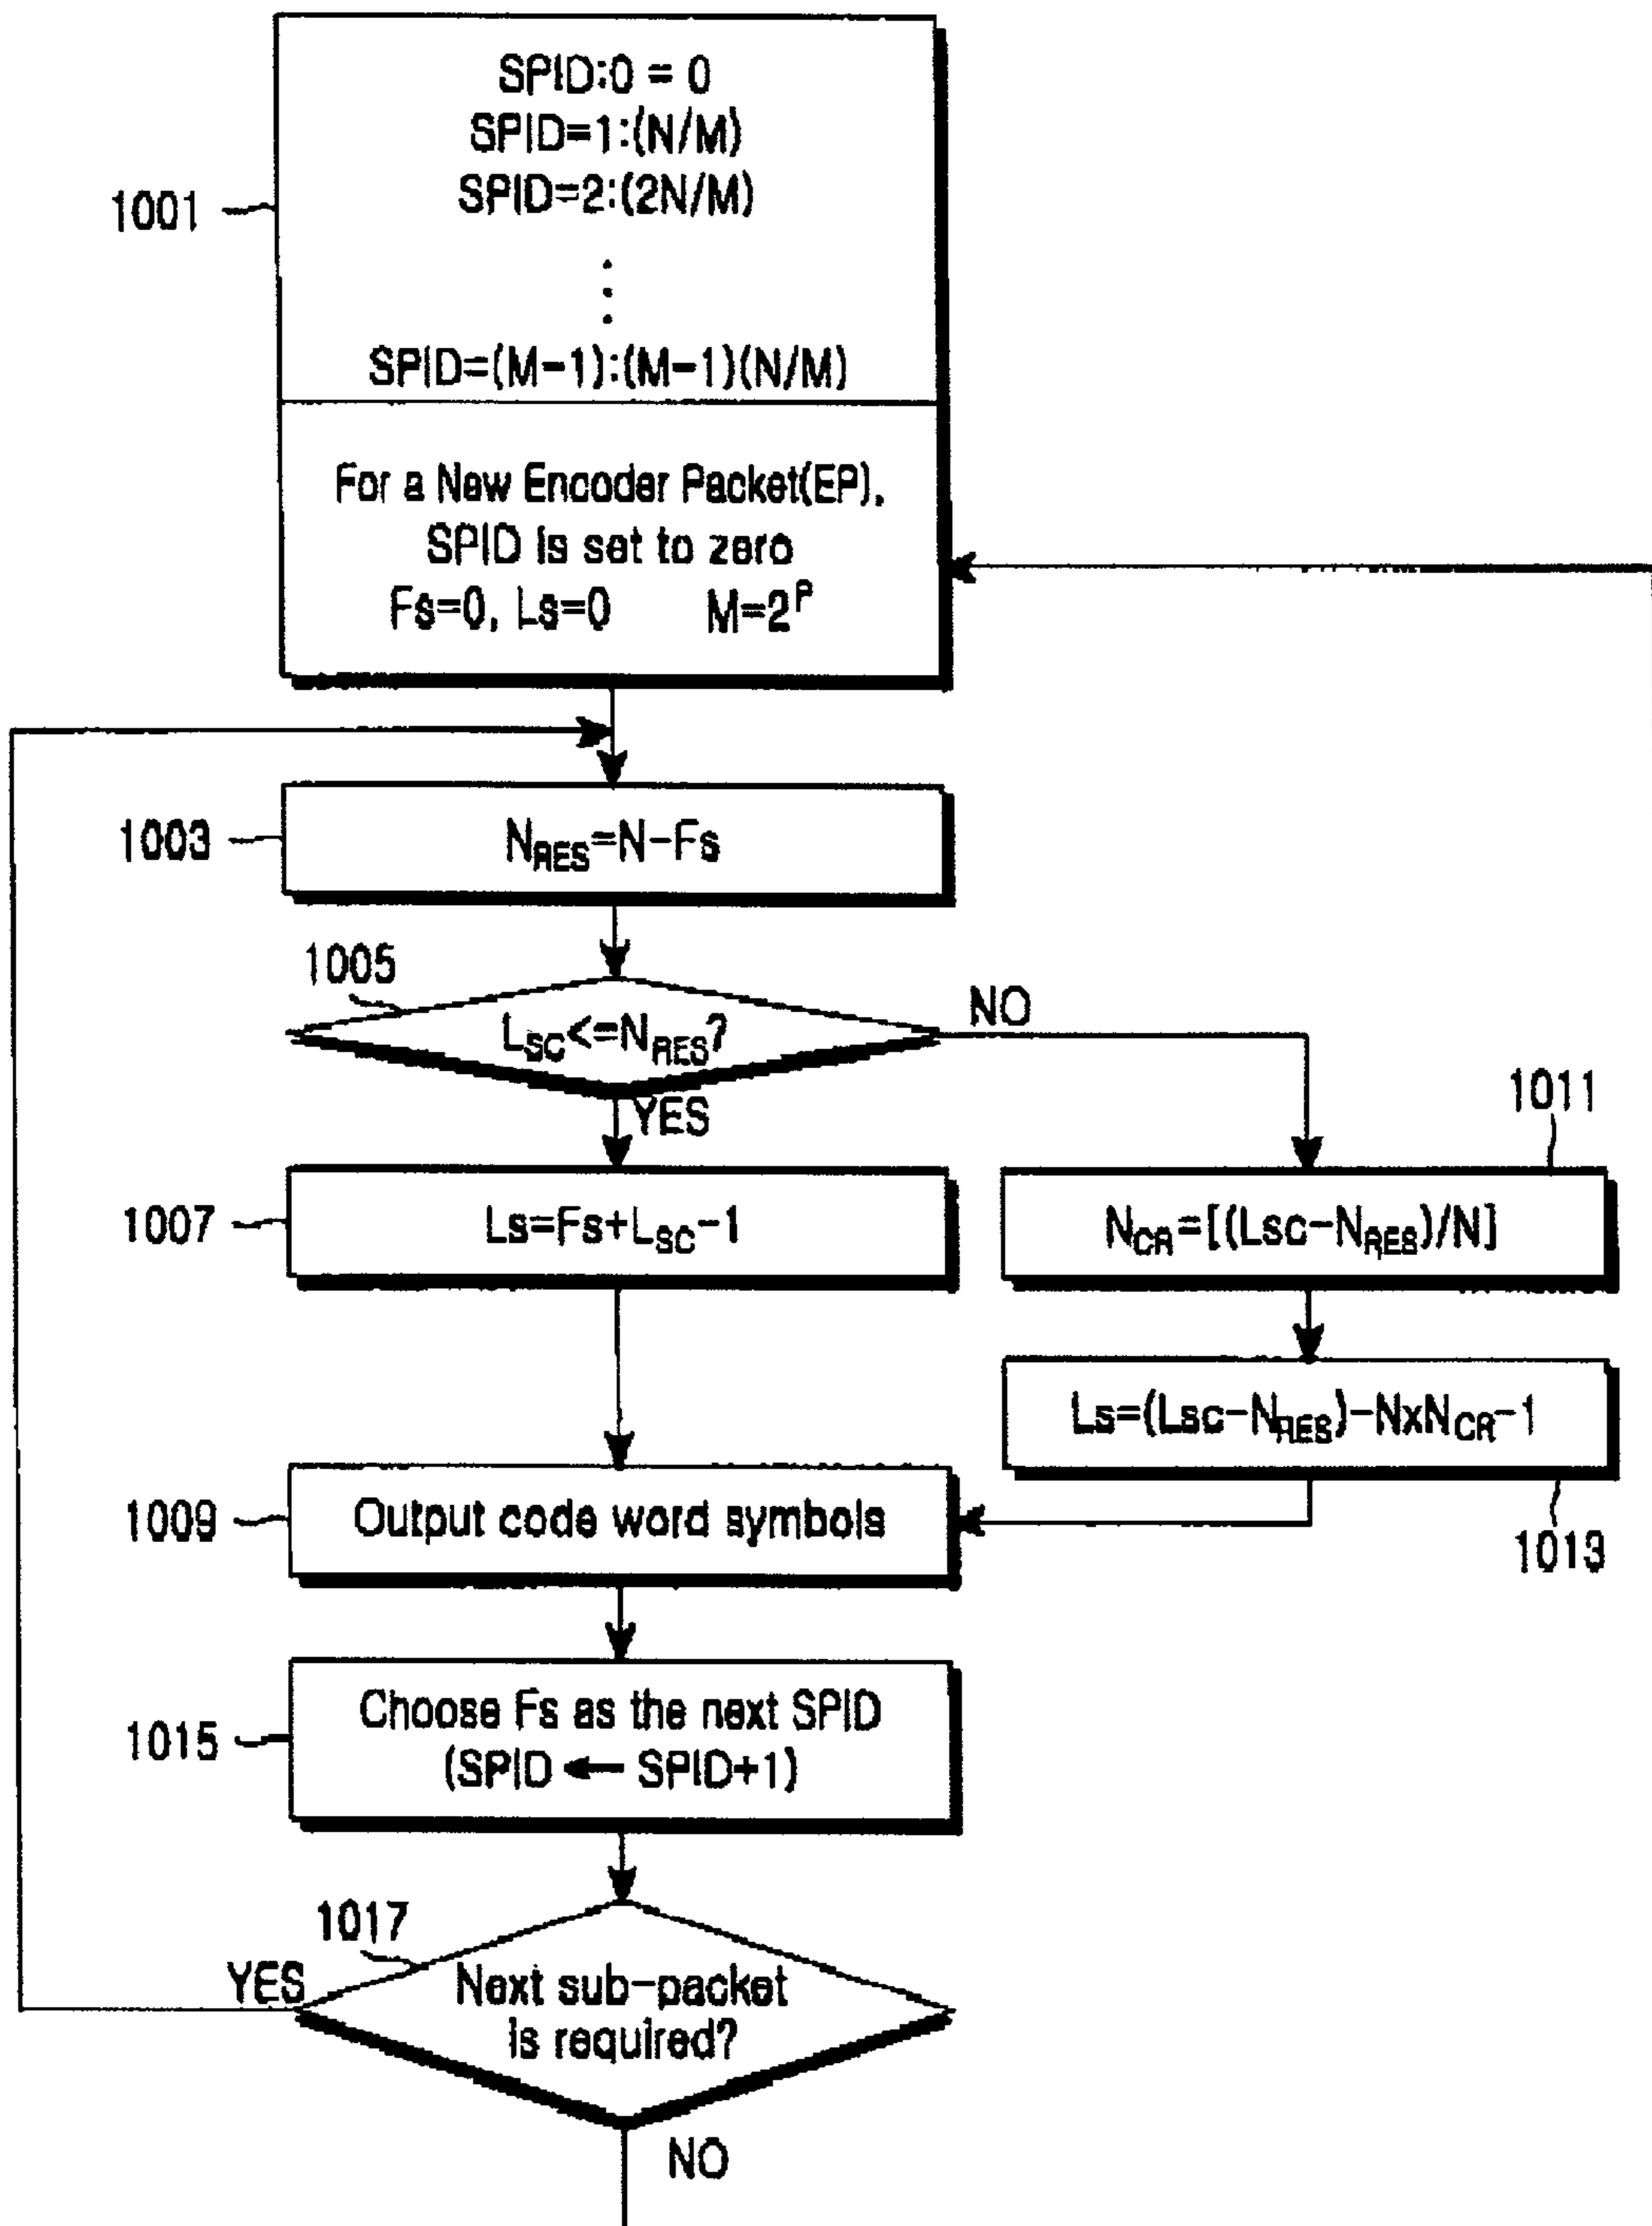 SPID:0 = 0
SPID=1:(N/M)
SPID=2:(2N/M)
1001
⋮
SPID=(M-1):(M-1)(N/M)
For a New Encoder Packet(EP),
SPID is set to zero
Fs=0, Ls=0 M=2^P
1003
N_RES=N-Fs
1005
L_SC<=N_RES?
NO
YES
1011
1007
Ls=Fs+L_SC-1
N_CR=[(Lsc-N_RES)/N]
Ls=(Lsc-N_RES)-NxN_CR-1
1009
Output code word symbols
1013
1015
Choose Fs as the next SPID
(SPID ← SPID+1)
1017
YES
Next sub-packet
is required?
NO